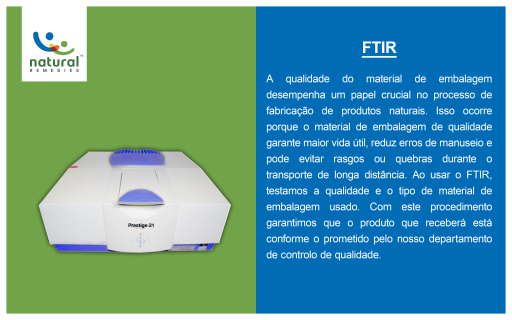 natural™
REMEDIES
FTIR
A qualidade do material de embalagem
desempenha um papel crucial no processo de
fabricação de produtos naturais. Isso ocorre
porque o material de embalagem de qualidade
garante maior vida útil, reduz erros de manuseio e
pode evitar rasgos ou quebras durante o
transporte de longa distância. Ao usar o FTIR,
testamos a qualidade e o tipo de material de
embalagem usado. Com este procedimento
garantimos que o produto que receberá está
conforme o prometido pelo nosso departamento
de controlo de qualidade.
Prestige-21